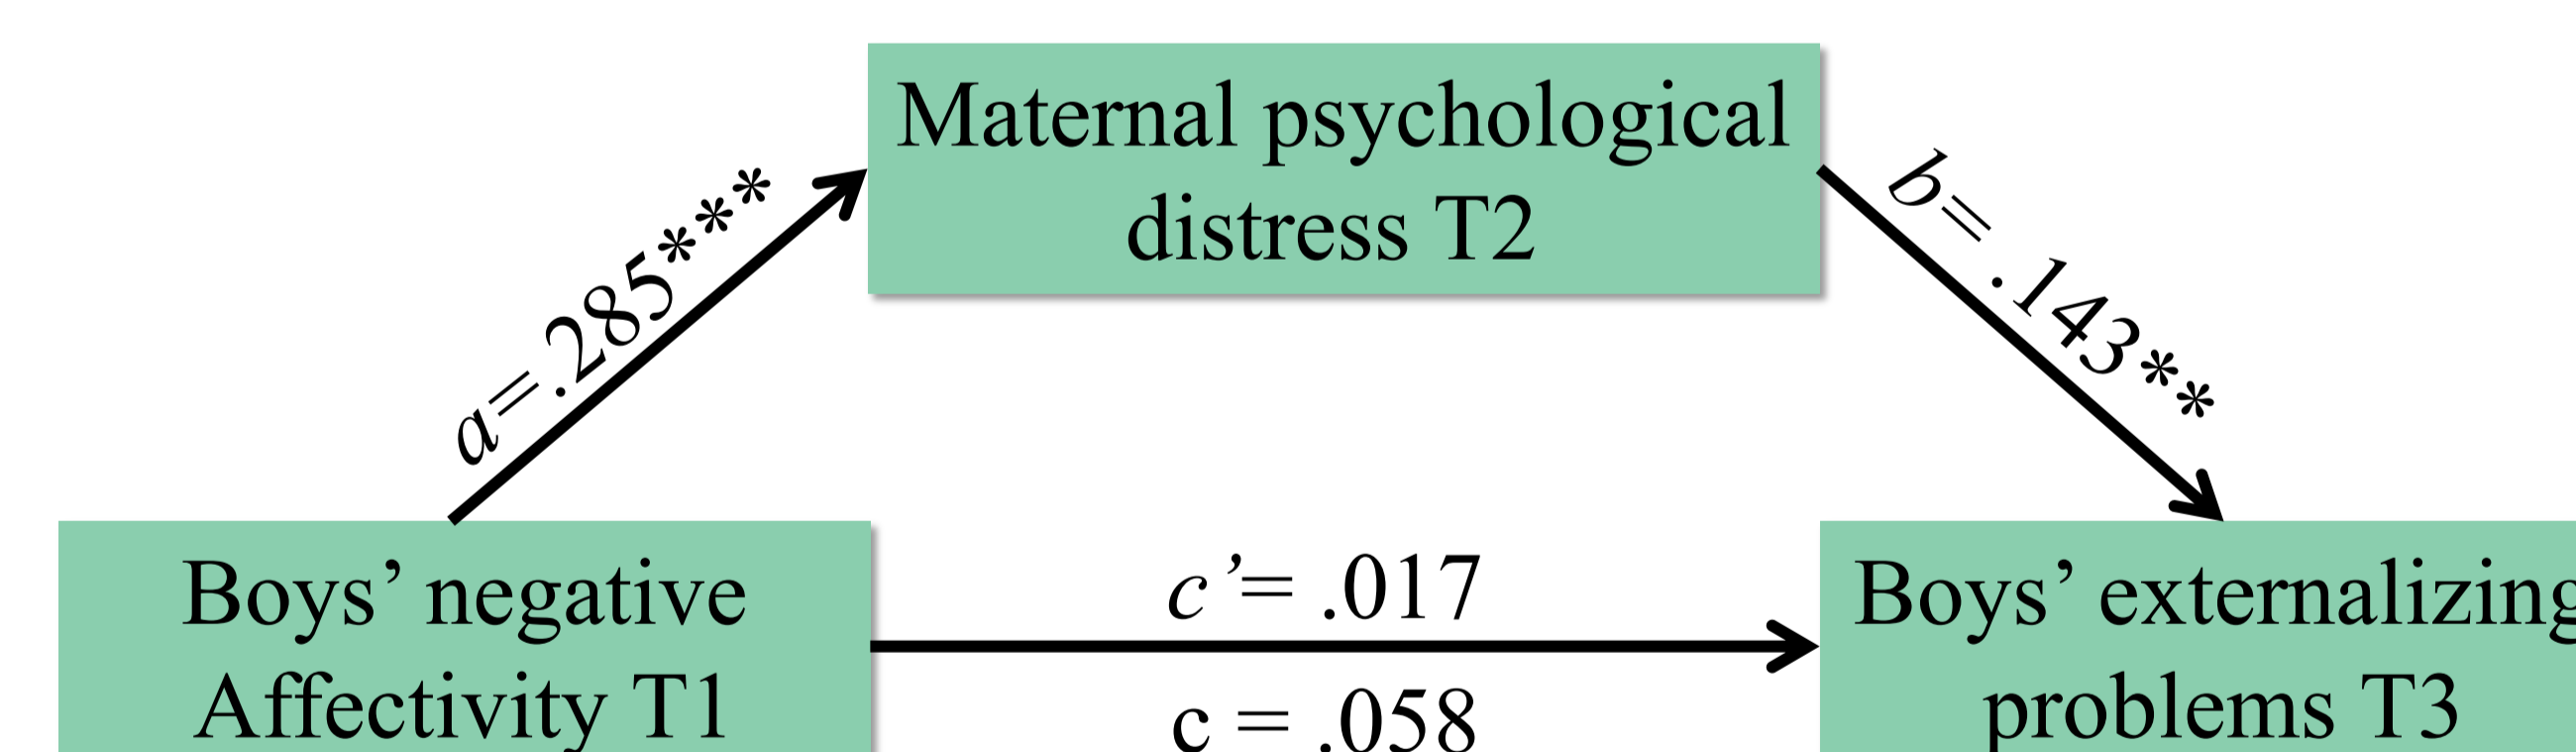 Maternal psychological
distress T2
a=.285***
b= .143**
Boys’ negative
Affectivity T1
c’= .017
c = .058
Boys’ externalizing
problems T3